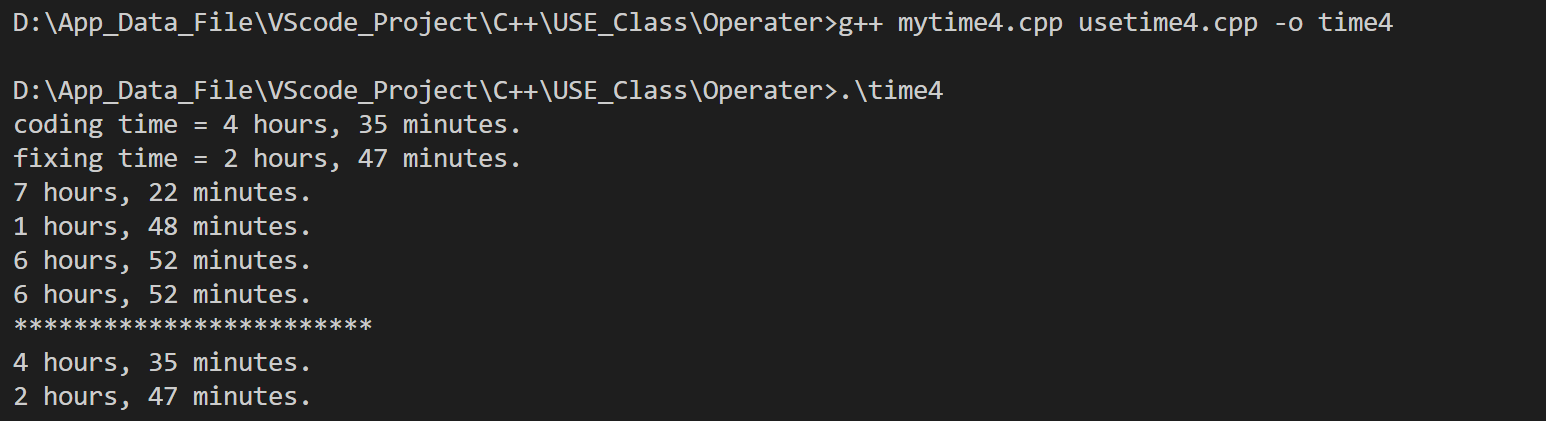 D:\App_Data_File\VScode_Project\C++\USE_Class\Operater>g++ mytime4.cpp usetime4.cpp -o time4
D:\App_Data_File\VScode_Project\C++\USE_Class\Operater>.\time4
coding time = 4 hours, 35 minutes.
fixing time = 2 hours, 47 minutes.
7 hours, 22 minutes.
1 hours, 48 minutes.
6 hours, 52 minutes.
6 hours, 52 minutes.
************************
4 hours, 35 minutes.
2 hours, 47 minutes.